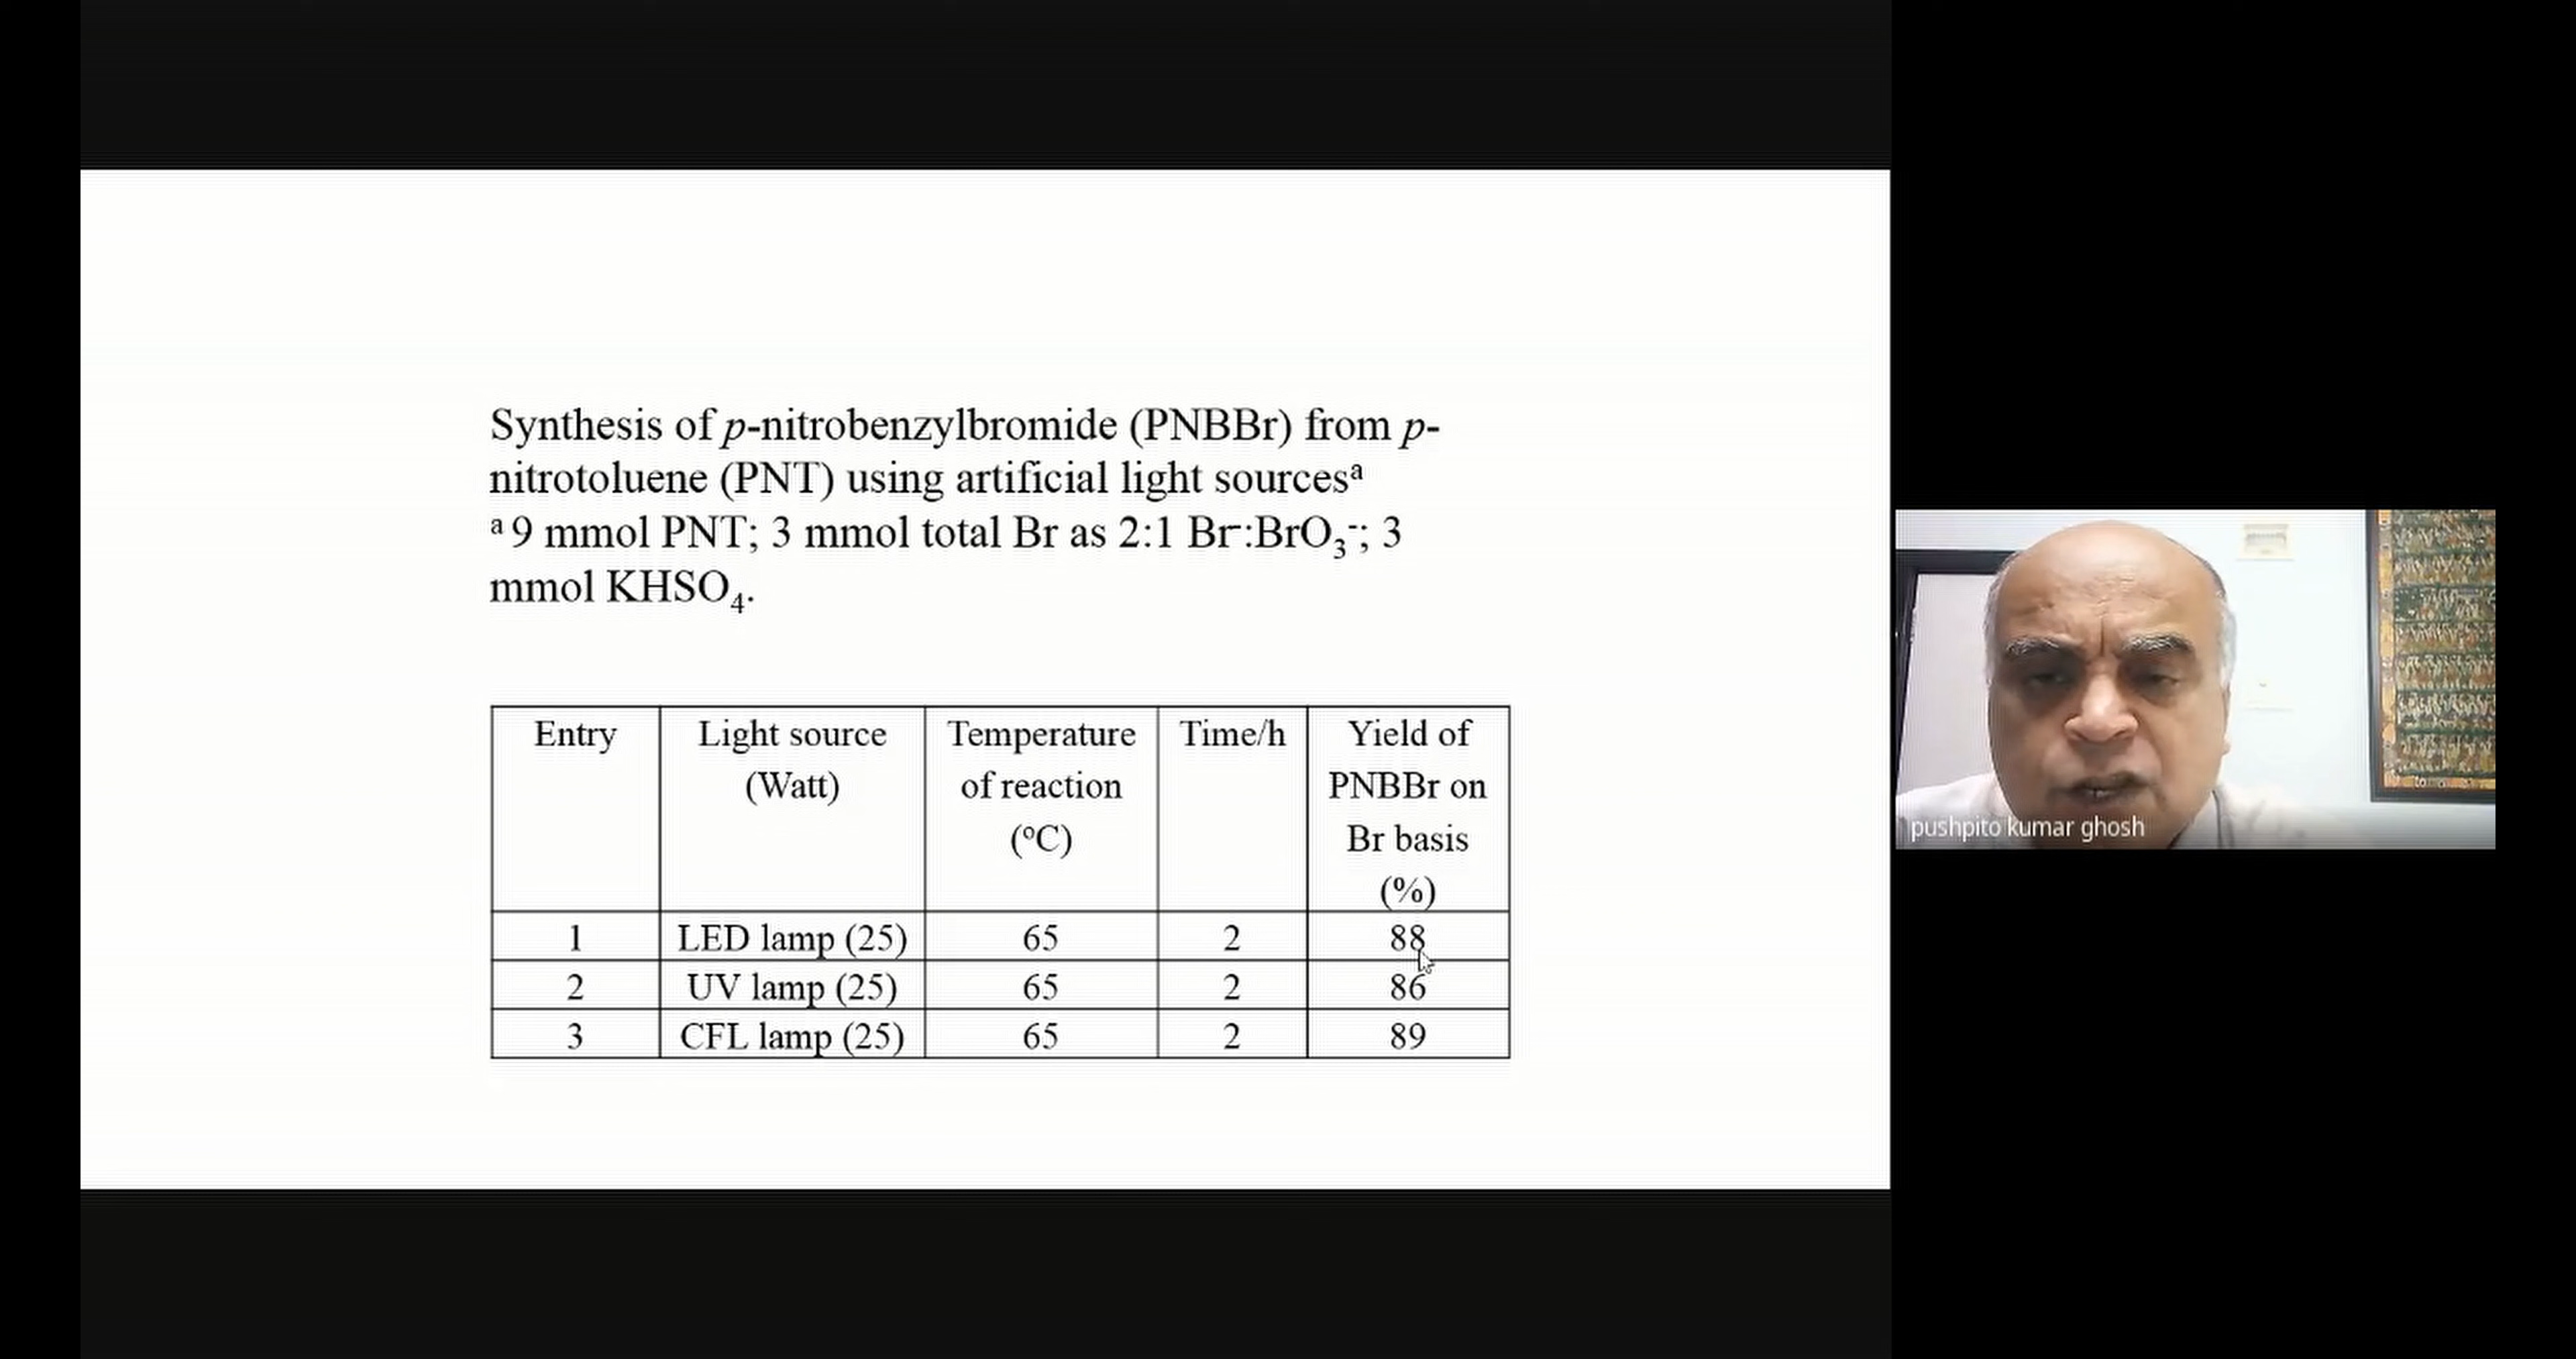 Synthesis of p-nitrobenzylbromide (PNBBr) from p-
nitrotoluene (PNT) using artificial light sourcesᵃ
ᵃ 9 mmol PNT; 3 mmol total Br as 2:1 Br⁻:BrO₃⁻; 3
mmol KHSO₄.
Entry Light source (Watt) Temperature of reaction (°C) Time/h Yield of PNBBr on Br basis (%)
1 LED lamp (25) 65 2 88
2 UV lamp (25) 65 2 86
3 CFL lamp (25) 65 2 89
pushpito kumar ghosh